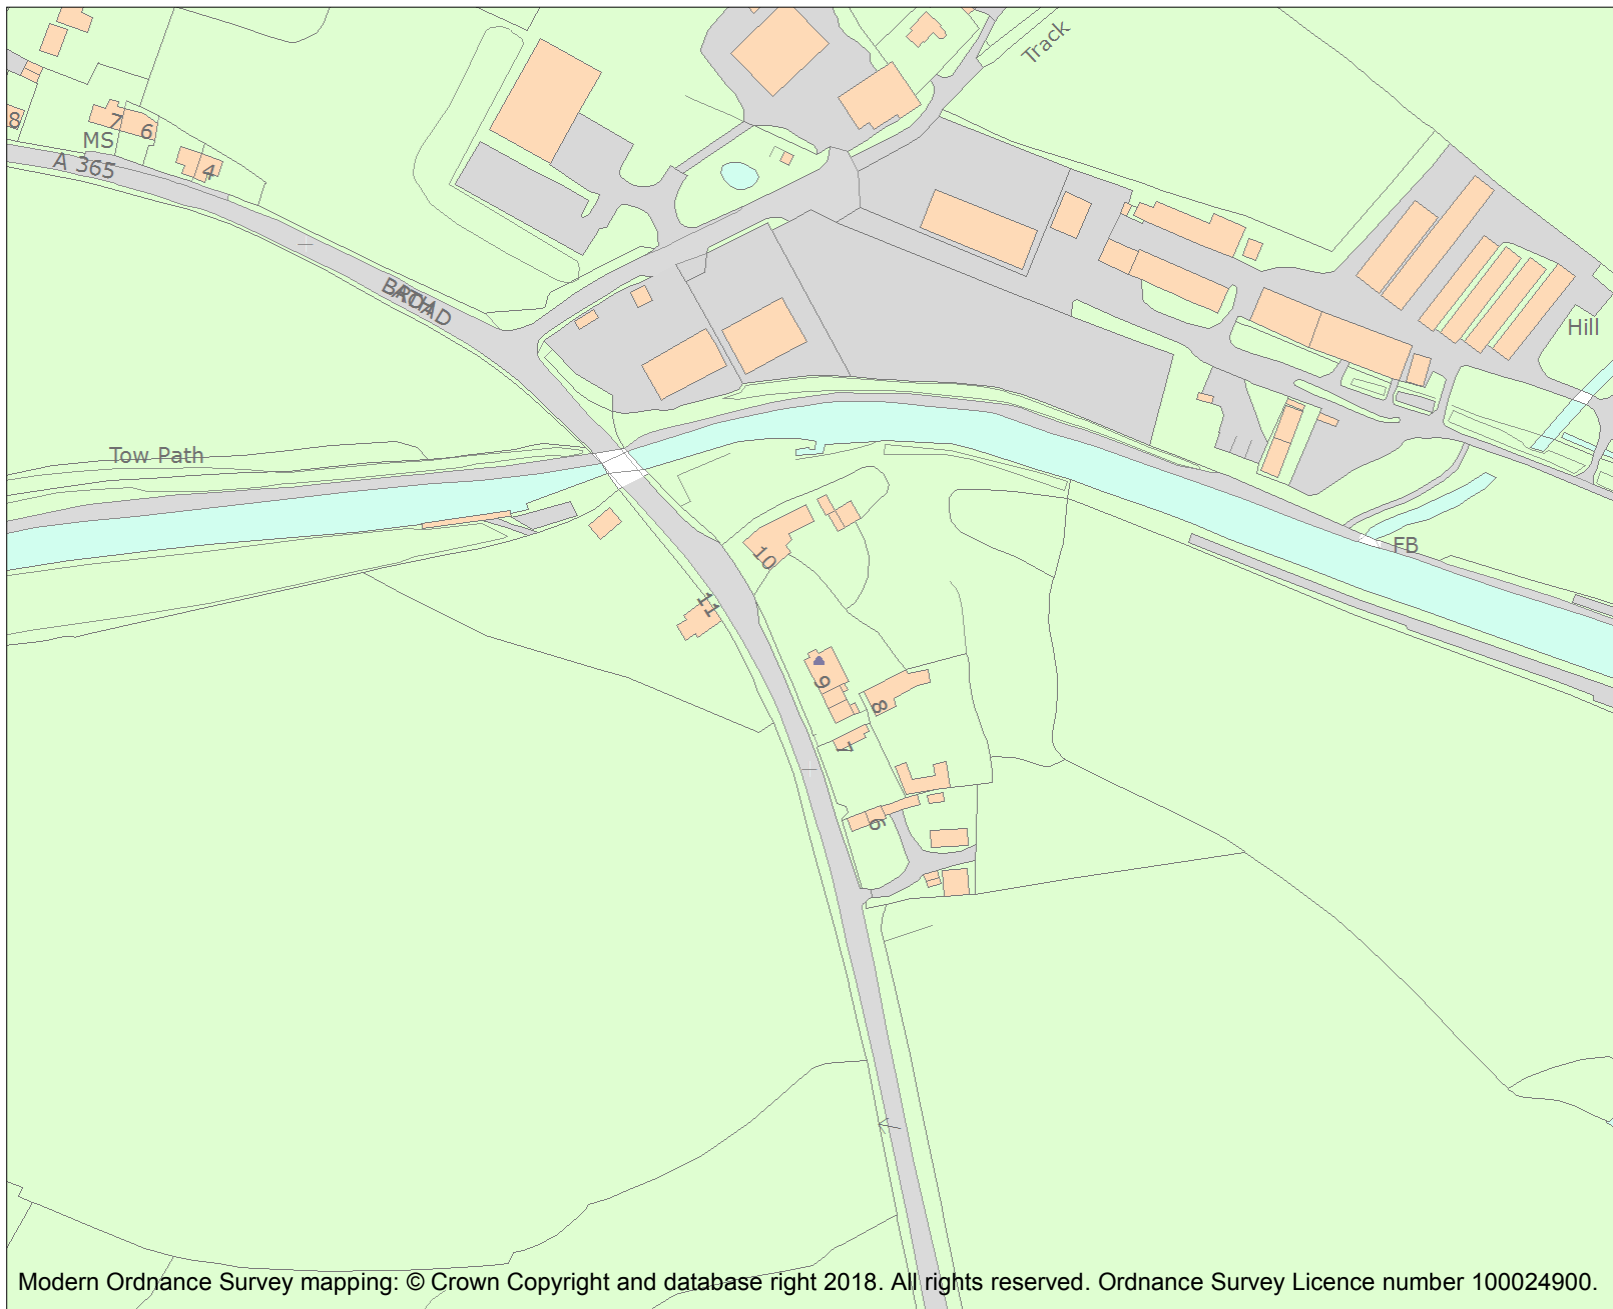 Track
8
7
6
MS
A 365
4
BATH
ROAD
Hill
Tow Path
FB
10
11
9
8
7
6
Modern Ordnance Survey mapping: © Crown Copyright and database right 2018. All rights reserved. Ordnance Survey Licence number 100024900.